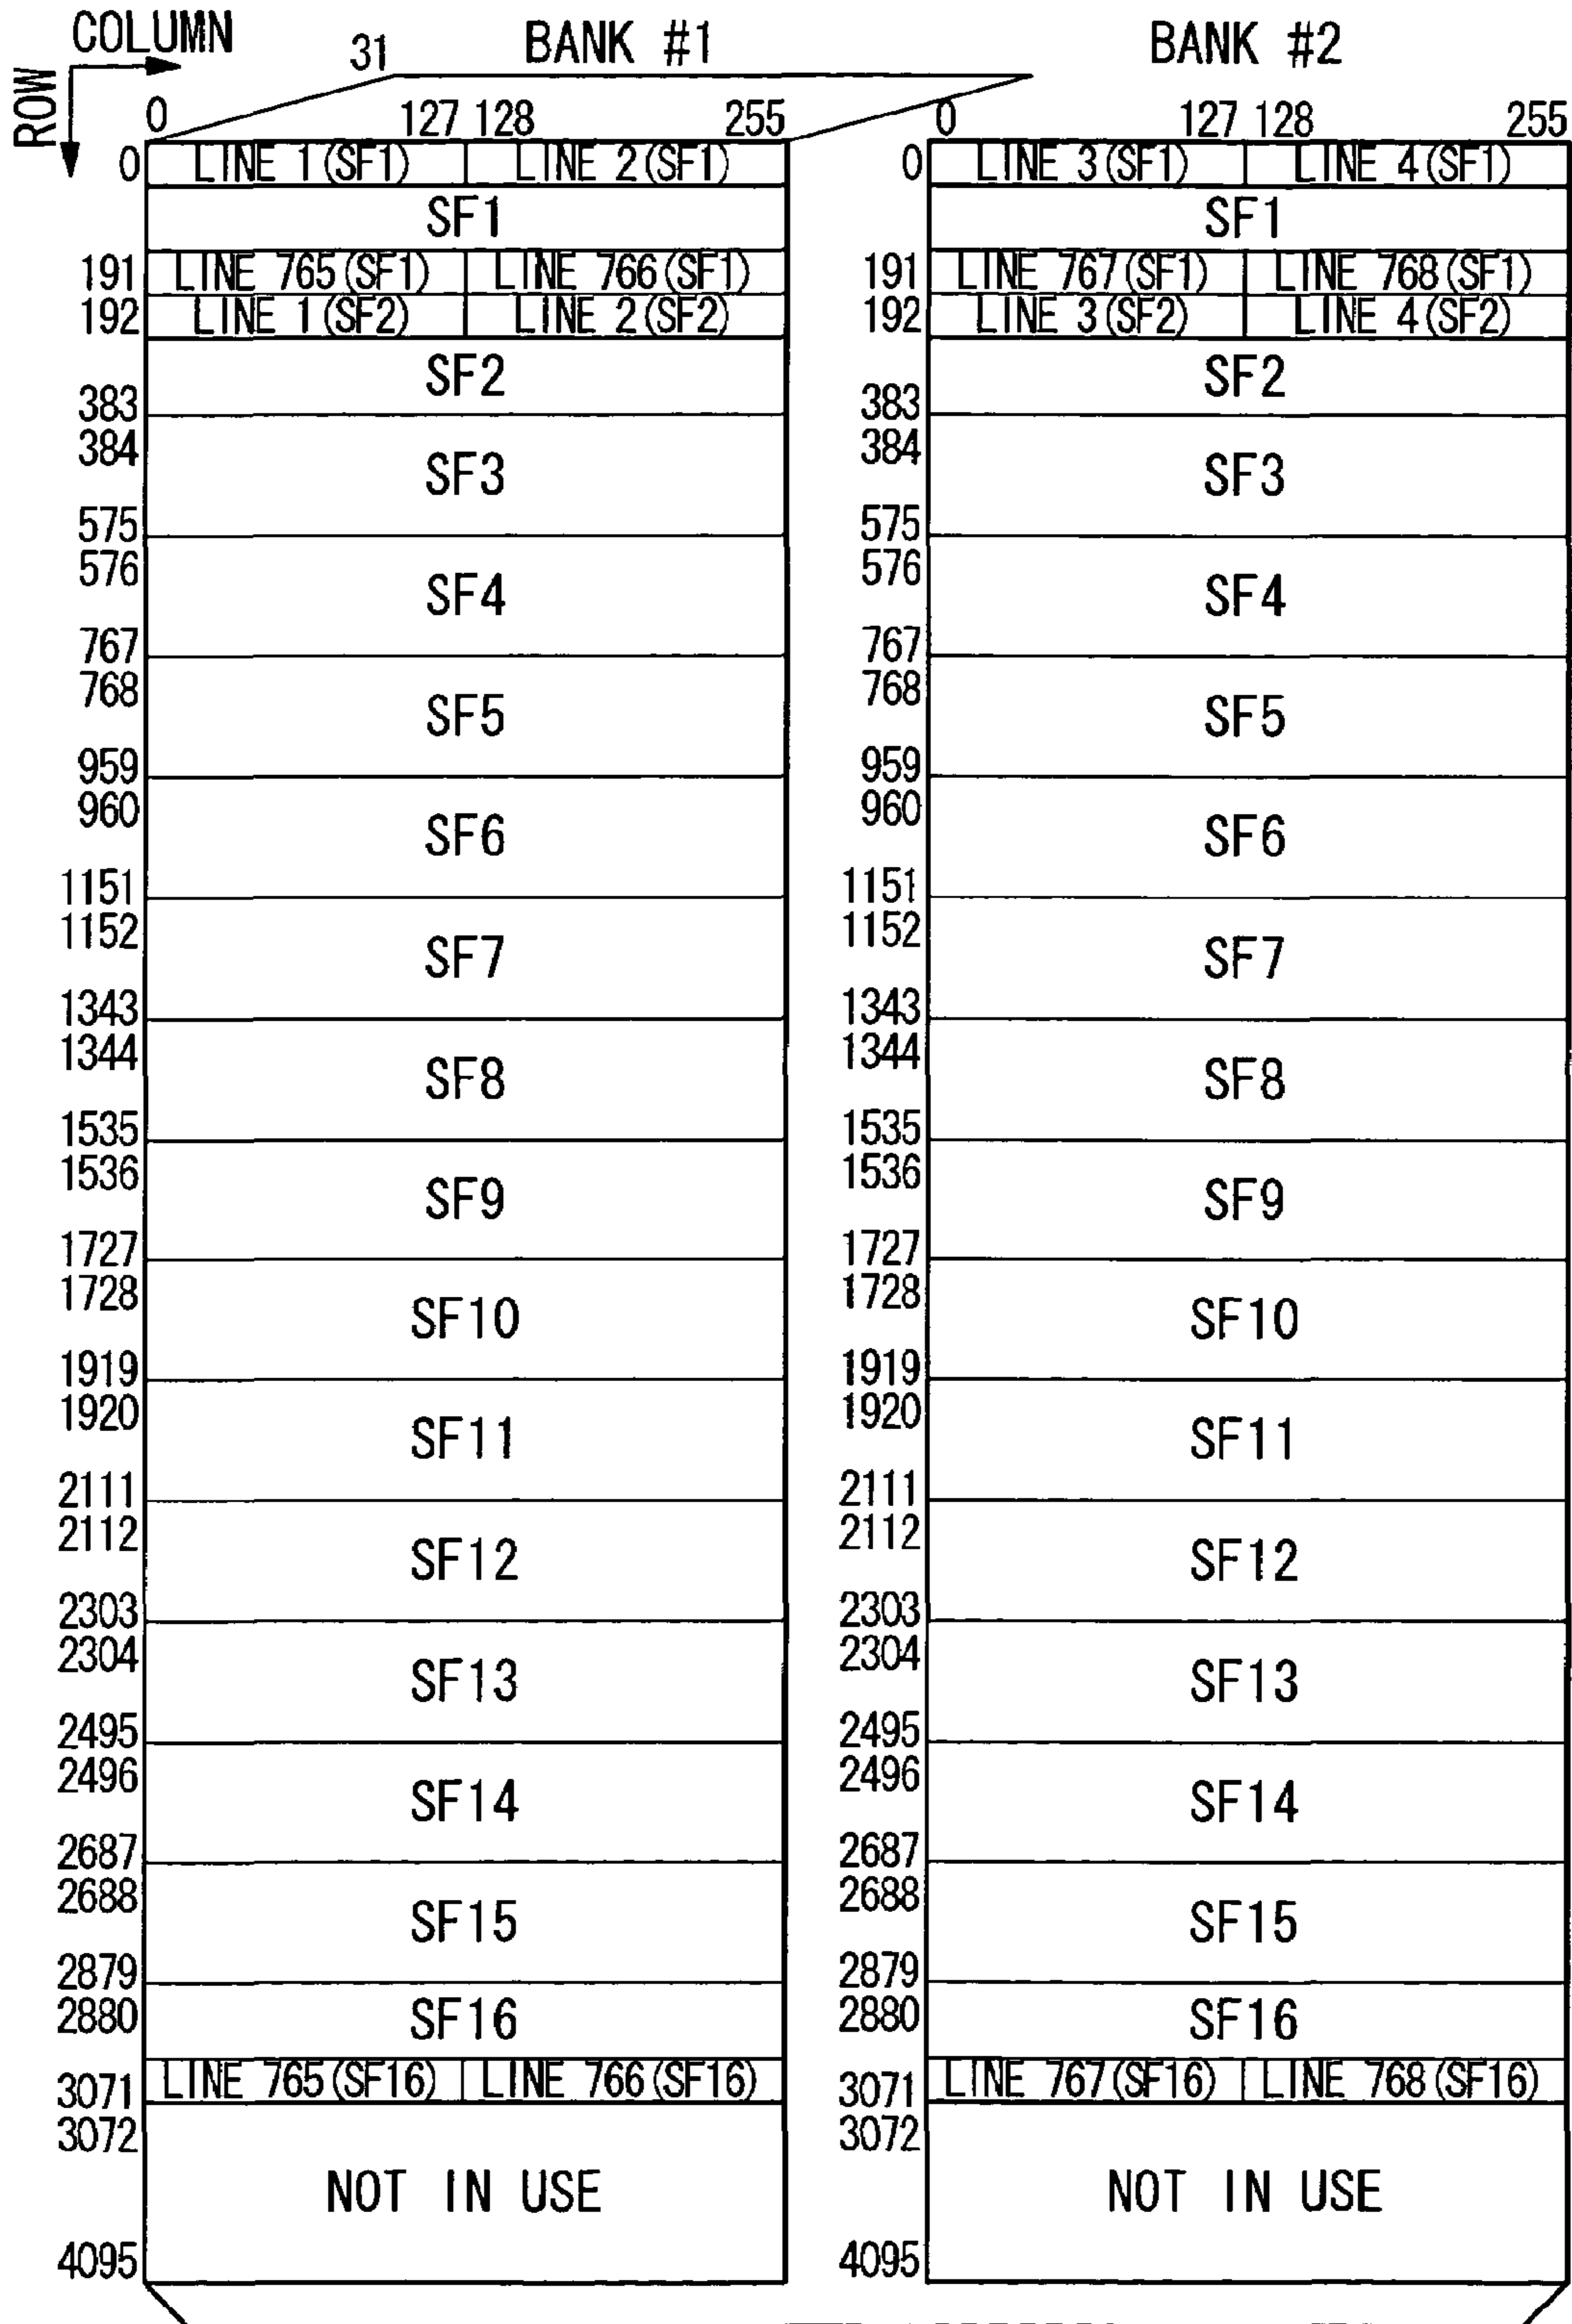 COLUMN 31 BANK #1 BANK #2
ROW
0 127 128 255 0 127 128 255
0 LINE 1(SF1) LINE 2(SF1) 0 LINE 3(SF1) LINE 4(SF1)
SF1 SF1
191 LINE 765(SF1) LINE 766(SF1) 191 LINE 767(SF1) LINE 768(SF1)
192 LINE 1(SF2) LINE 2(SF2) 192 LINE 3(SF2) LINE 4(SF2)
SF2 SF2
383 383
384 384
SF3 SF3
575 575
576 576
SF4 SF4
767 767
768 768
SF5 SF5
959 959
960 960
SF6 SF6
1151 1151
1152 1152
SF7 SF7
1343 1343
1344 1344
SF8 SF8
1535 1535
1536 1536
SF9 SF9
1727 1727
1728 1728
SF10 SF10
1919 1919
1920 1920
SF11 SF11
2111 2111
2112 2112
SF12 SF12
2303 2303
2304 2304
SF13 SF13
2495 2495
2496 2496
SF14 SF14
2687 2687
2688 2688
SF15 SF15
2879 2879
2880 SF16 2880 SF16
3071 LINE 765(SF16) LINE 766(SF16) 3071 LINE 767(SF16) LINE 768(SF16)
3072 3072
NOT IN USE NOT IN USE
4095 4095